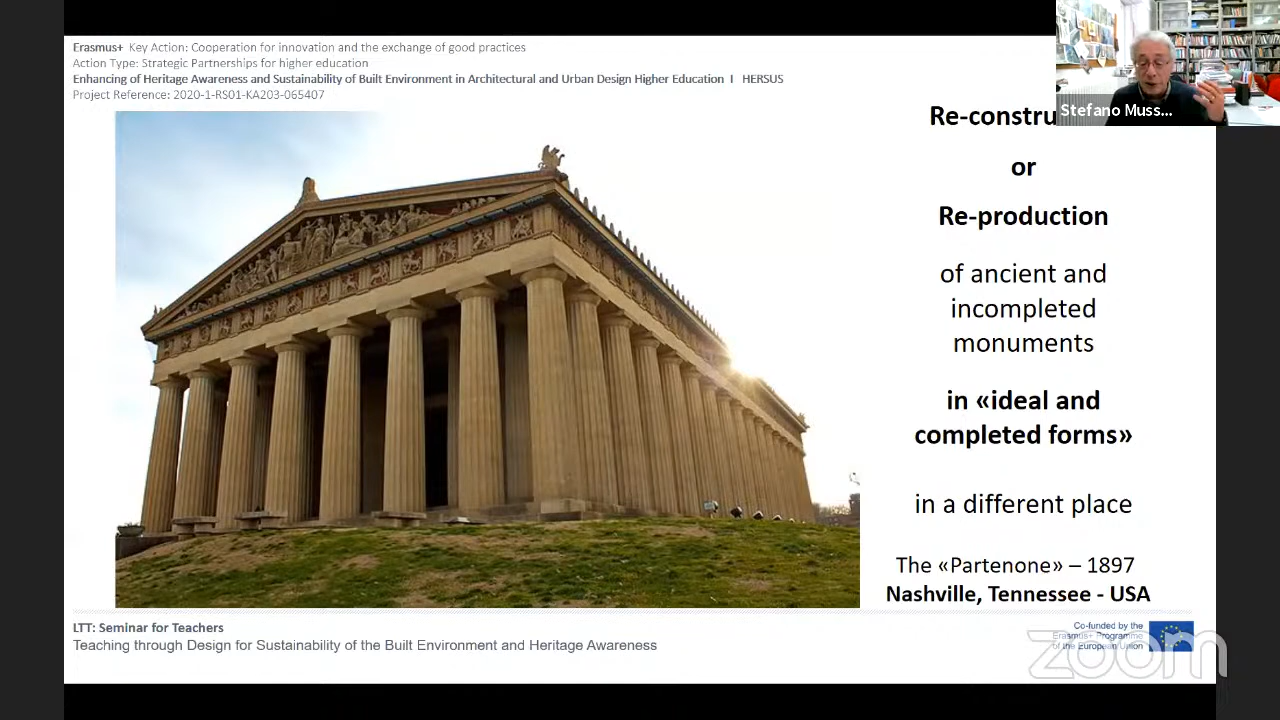 Erasmus+ Key Action: Cooperation for innovation and the exchange of good practices
Action Type: Strategic Partnerships for higher education
Enhancing of Heritage Awareness and Sustainability of Built Environment in Architectural and Urban Design Higher Education I HERSUS
Project Reference: 2020-1-RS01-KA203-065407
Stefano Muss...
Re-constru
or
Re-production
of ancient and
incompleted
monuments
in «ideal and
completed forms»
in a different place
The «Partenone» – 1897
Nashville, Tennessee - USA
LTT: Seminar for Teachers
Teaching through Design for Sustainability of the Built Environment and Heritage Awareness
Co-funded by the
Erasmus+ Programme
of the European Union
zoom